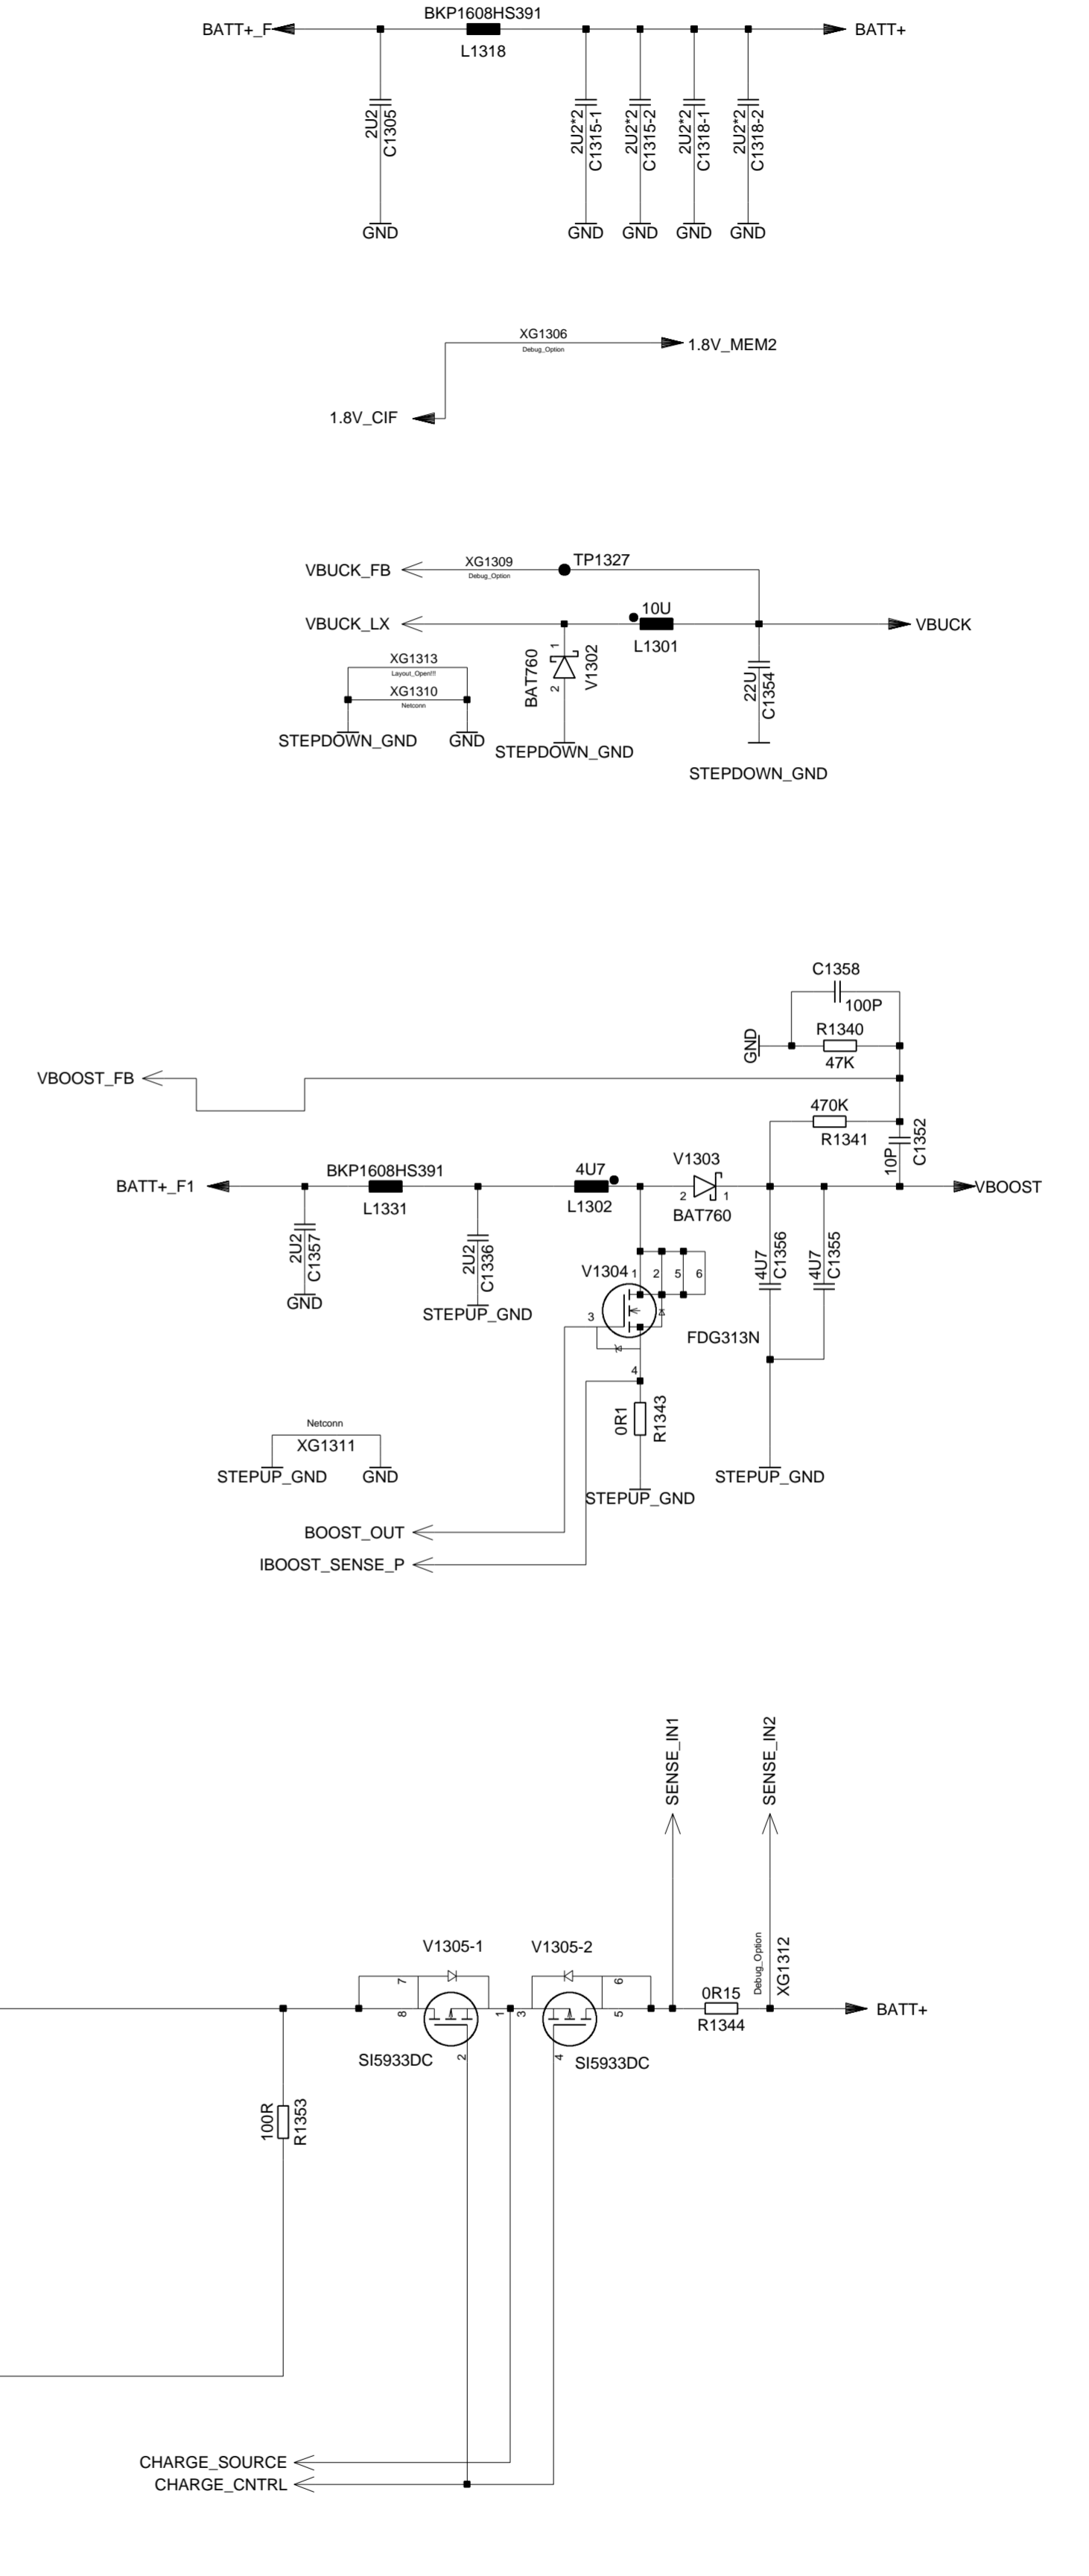 BKP1608HS391
BATT+_F
BATT+
L1318
2U2
C1305
2U2*2
C1315-1
2U2*2
C1315-2
2U2*2
C1318-1
2U2*2
C1318-2
GND
GND
GND
GND
GND
XG1306
Debug_Option
1.8V_MEM2
1.8V_CIF
VBUCK_FB
XG1309
Debug_Option
TP1327
VBUCK_LX
10U
L1301
VBUCK
XG1313
Layout_Open!!!
XG1310
Netconn
STEPDOWN_GND
GND
BAT760
1
2
V1302
STEPDOWN_GND
22U
C1354
STEPDOWN_GND
C1358
100P
GND
R1340
47K
VBOOST_FB
470K
R1341
10P
C1352
BATT+_F1
BKP1608HS391
L1331
4U7
L1302
V1303
2
1
BAT760
VBOOST
2U2
C1357
GND
2U2
C1336
STEPUP_GND
V1304
1
2
5
6
3
4
FDG313N
4U7
C1356
4U7
C1355
0R1
R1343
Netconn
XG1311
STEPUP_GND
GND
STEPUP_GND
STEPUP_GND
BOOST_OUT
IBOOST_SENSE_P
SENSE_IN1
SENSE_IN2
V1305-1
V1305-2
7
8
1
3
6
5
2
4
SI5933DC
SI5933DC
Debug_Option
XG1312
0R15
R1344
BATT+
100R
R1353
CHARGE_SOURCE
CHARGE_CNTRL